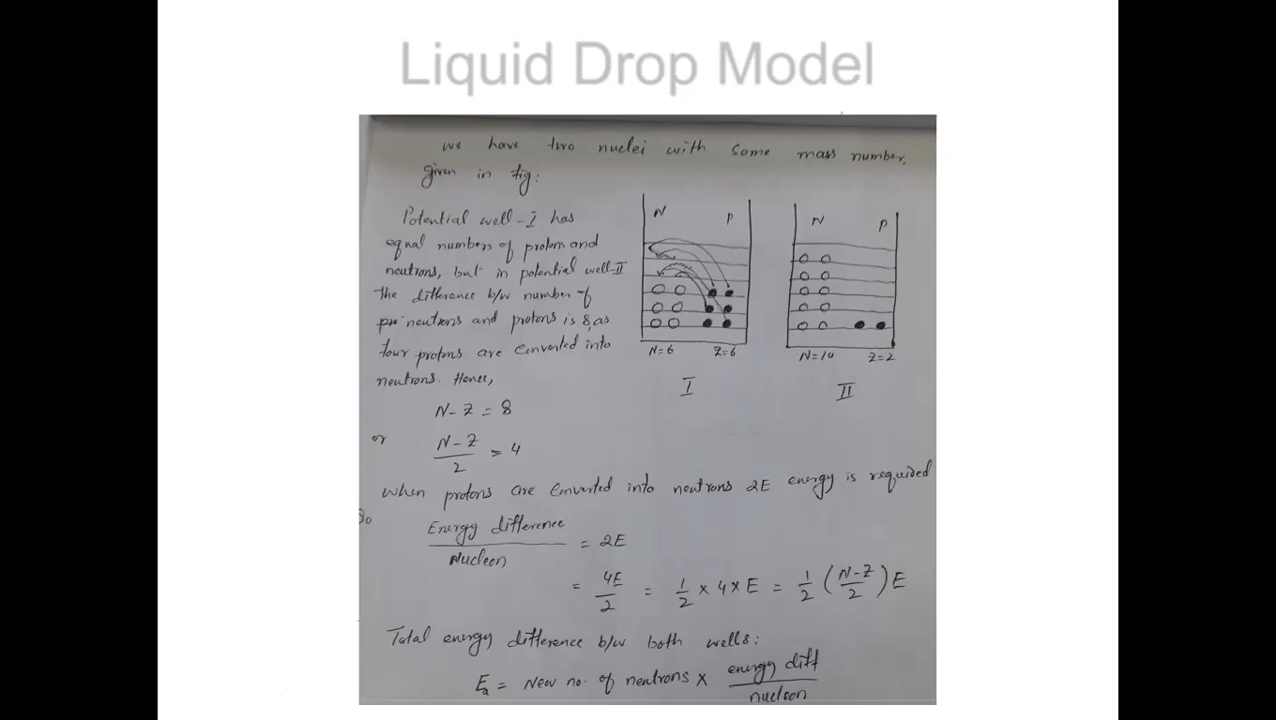 Liquid Drop Model
we have two nuclei with same mass number,
given in fig:
Potential well-I has
equal numbers of protons and
neutrons, but in potential well-II
the difference b/w number of
neutrons and protons is 8, as
four protons are converted into
neutrons. Hence,
N P
N=6 Z=6
I
N P
N=10 Z=2
II
N-Z = 8
or
N-Z / 2 = 4
When protons are converted into neutrons 2E energy is required
So
Energy difference / Nucleon = 2E
= 4E / 2 = 1/2 × 4 × E = 1/2 (N-Z / 2) E
Total energy difference b/w both wells:
Ea = New no. of neutrons × energy diff / nucleon